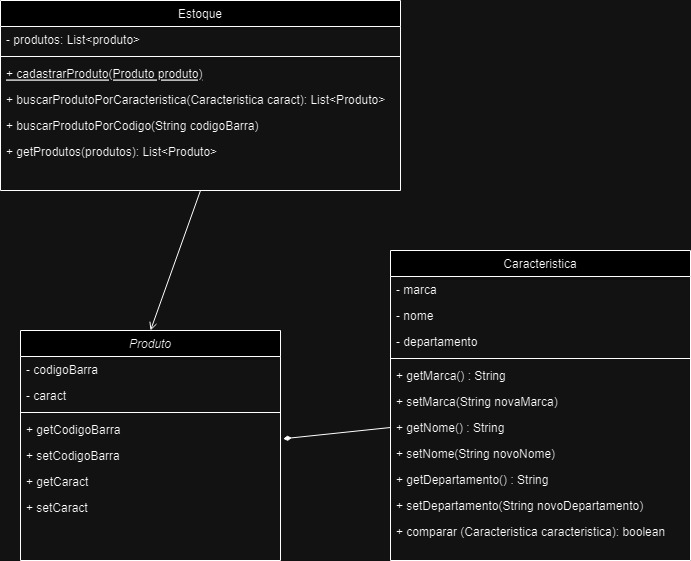 Estoque
- produtos: List<produto>
+ cadastrarProduto(Produto produto)
+ buscarProdutoPorCaracteristica(Caracteristica caract): List<Produto>
+ buscarProdutoPorCodigo(String codigoBarra)
+ getProdutos(produtos): List<Produto>
Produto
- codigoBarra
- caract
+ getCodigoBarra
+ setCodigoBarra
+ getCaract
+ setCaract
Caracteristica
- marca
- nome
- departamento
+ getMarca() : String
+ setMarca(String novaMarca)
+ getNome() : String
+ setNome(String novoNome)
+ getDepartamento() : String
+ setDepartamento(String novoDepartamento)
+ comparar (Caracteristica caracteristica): boolean